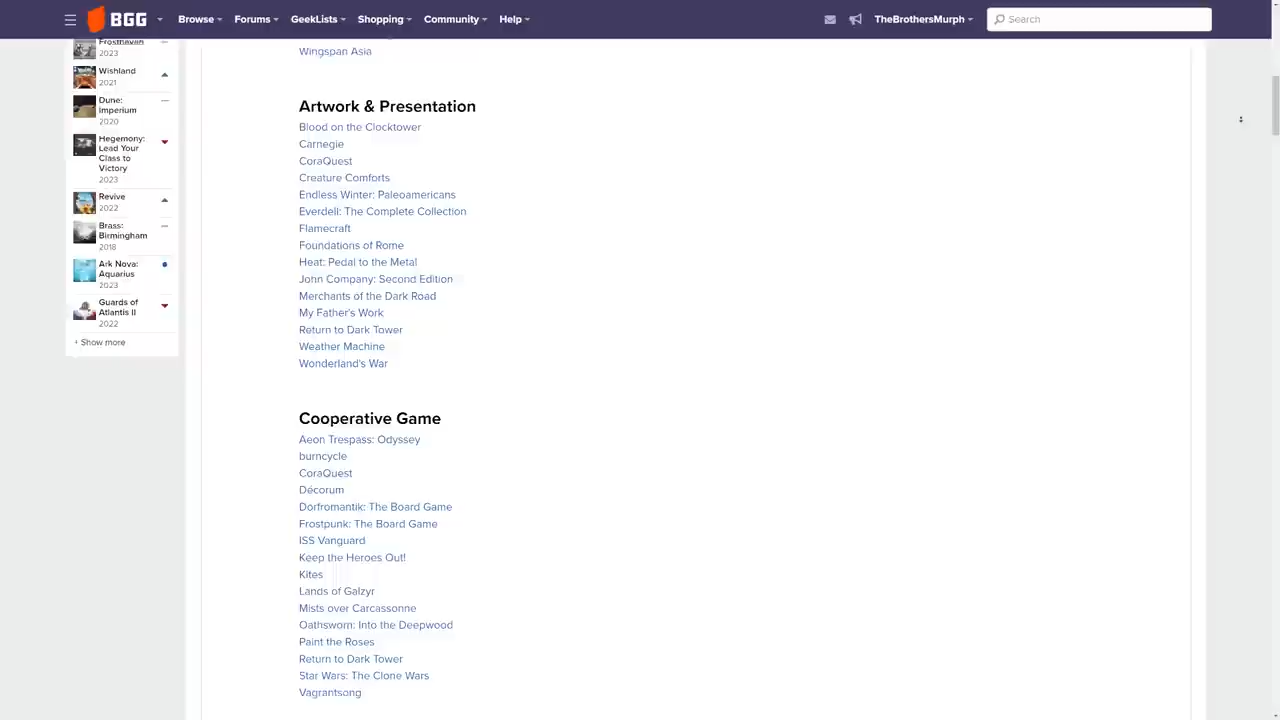 BGG
Browse
Forums
GeekLists
Shopping
Community
Help
TheBrothersMurph
Search
Frosthaven
2023
Wishland
2021
Dune:
Imperium
2020
Hegemony:
Lead Your
Class to
Victory
2023
Revive
2022
Brass:
Birmingham
2018
Ark Nova:
Aquarius
2023
Guards of
Atlantis II
2022
+ Show more
Wingspan Asia
Artwork & Presentation
Blood on the Clocktower
Carnegie
CoraQuest
Creature Comforts
Endless Winter: Paleoamericans
Everdell: The Complete Collection
Flamecraft
Foundations of Rome
Heat: Pedal to the Metal
John Company: Second Edition
Merchants of the Dark Road
My Father's Work
Return to Dark Tower
Weather Machine
Wonderland's War
Cooperative Game
Aeon Trespass: Odyssey
burncycle
CoraQuest
Décorum
Dorfromantik: The Board Game
Frostpunk: The Board Game
ISS Vanguard
Keep the Heroes Out!
Kites
Lands of Galzyr
Mists over Carcassonne
Oathsworn: Into the Deepwood
Paint the Roses
Return to Dark Tower
Star Wars: The Clone Wars
Vagrantsong